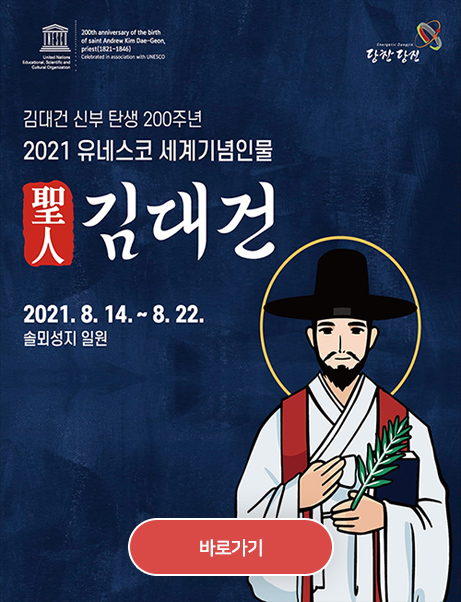 United Nations
Educational, Scientific and
Cultural Organization
200th anniversary of the birth
of saint Andrew Kim Dae-Geon,
priest(1821~1846)
Celebrated in association with UNESCO
Energetic Dangjin
당찬 당진
김대건 신부 탄생 200주년
2021 유네스코 세계기념인물
聖人 김대건
2021. 8. 14. ~ 8. 22.
솔뫼성지 일원
바로가기